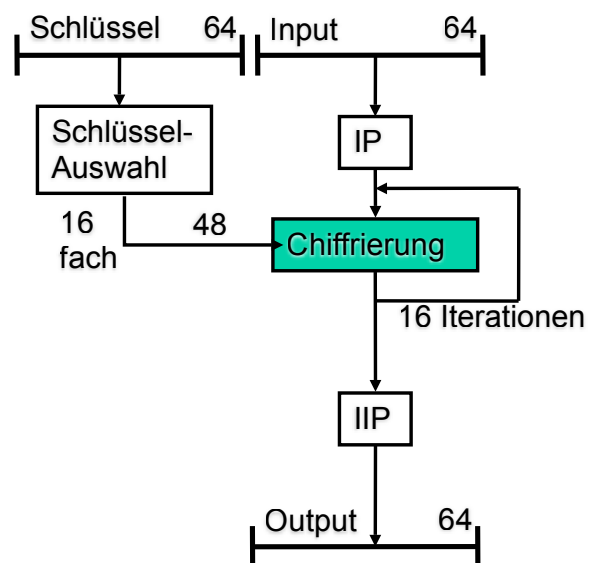 Schlüssel 64
Input 64
Schlüssel-
Auswahl
IP
16
fach
48
Chiffrierung
16 Iterationen
IIP
Output 64